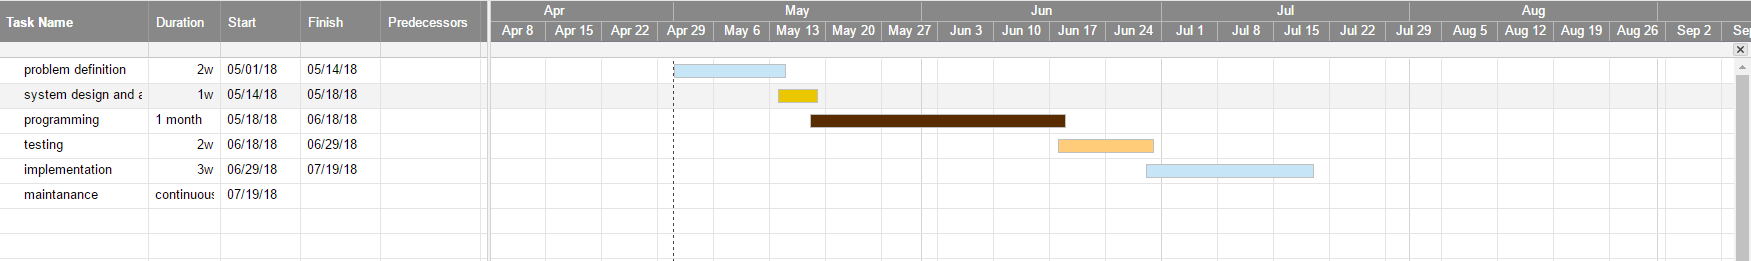 Apr May Jun Jul Aug
Task Name Duration Start Finish Predecessors
Apr 8 Apr 15 Apr 22 Apr 29 May 6 May 13 May 20 May 27 Jun 3 Jun 10 Jun 17 Jun 24 Jul 1 Jul 8 Jul 15 Jul 22 Jul 29 Aug 5 Aug 12 Aug 19 Aug 26 Sep 2 Sep
problem definition 2w 05/01/18 05/14/18
system design and a 1w 05/14/18 05/18/18
programming 1 month 05/18/18 06/18/18
testing 2w 06/18/18 06/29/18
implementation 3w 06/29/18 07/19/18
maintanance continuous 07/19/18